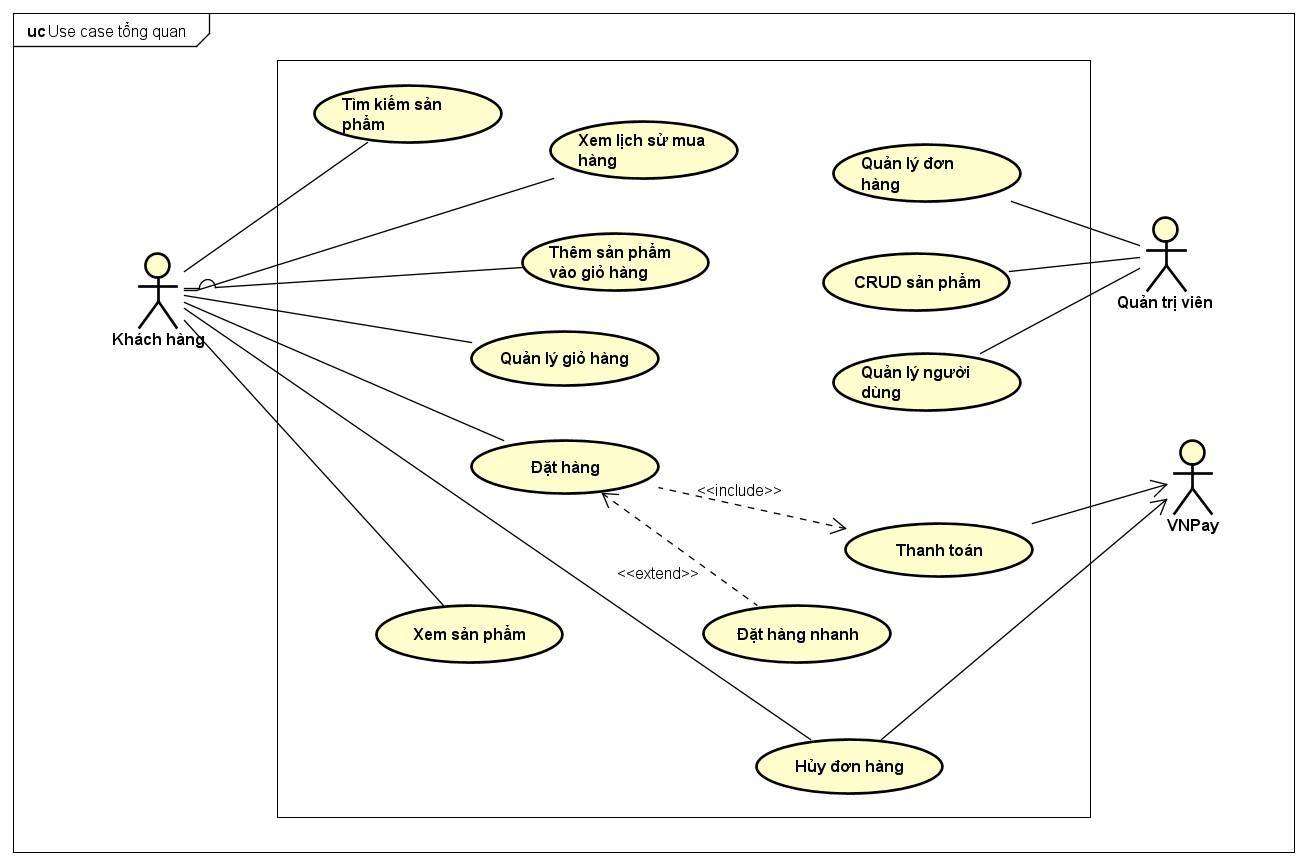 uc Use case tổng quan
Tìm kiếm sản
phẩm
Xem lịch sử mua
hàng
Quản lý đơn
hàng
Thêm sản phẩm
vào giỏ hàng
CRUD sản phẩm
Quản trị viên
Khách hàng
Quản lý giỏ hàng
Quản lý người
dùng
Đặt hàng
<<include>>
VNPay
Thanh toán
<<extend>>
Xem sản phẩm
Đặt hàng nhanh
Hủy đơn hàng